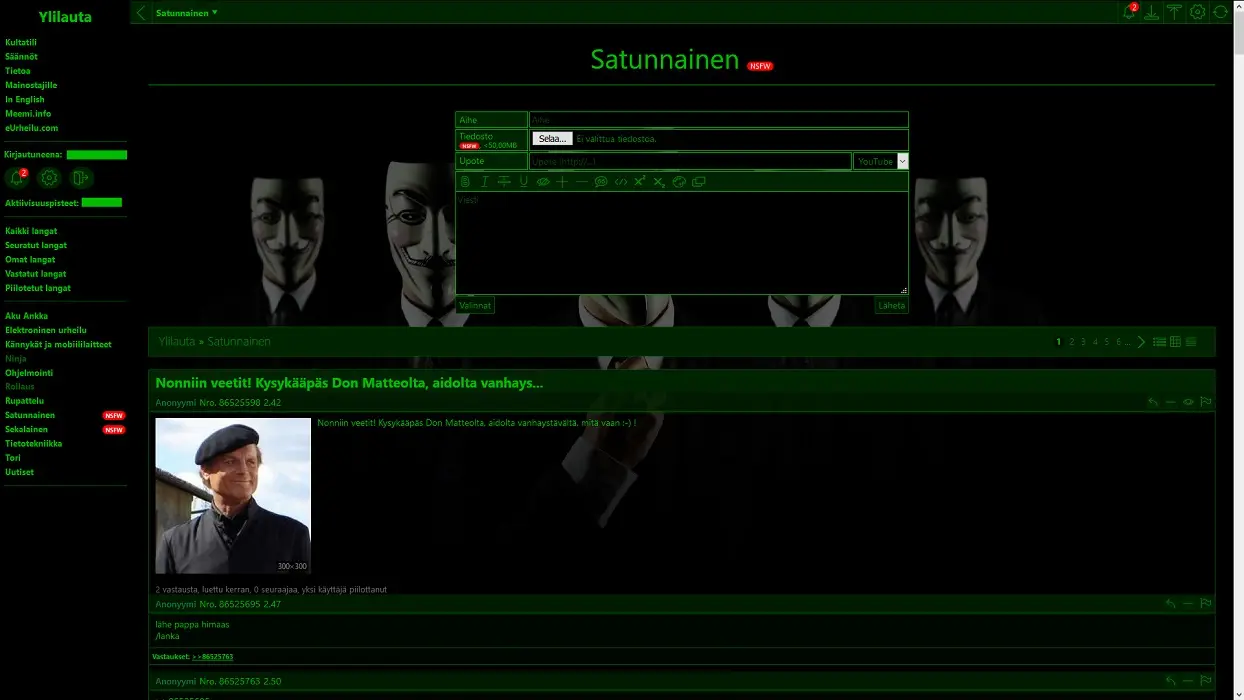 Ylilauta
Kultatili
Säännöt
Tietoa
Mainostajille
In English
Meemi.info
eUrheilu.com
Kirjautuneena:
2
Aktiivisuuspisteet:
Kaikki langat
Seuratut langat
Omat langat
Vastatut langat
Piilotetut langat
Aku Ankka
Elektroninen urheilu
Kännykät ja mobiililaitteet
Ninja
Ohjelmointi
Rollaus
Rupattelu
Satunnainen NSFW
Sekalainen NSFW
Tietotekniikka
Tori
Uutiset
Satunnainen ▼
2
Satunnainen NSFW
Aihe Aihe
Tiedosto Selaa... Ei valittua tiedostoa.
NSFW, <50,00MB
Upote Upote (http://...) YouTube
B I U X² X₂
Viesti
Valinnat Lähetä
Ylilauta » Satunnainen 1 2 3 4 5 6 ...
Nonniin veetit! Kysykääpäs Don Matteolta, aidolta vanhays...
Anonyymi Nro. 86525598 2.42
Nonniin veetit! Kysykääpäs Don Matteolta, aidolta vanhaystävältä, mitä vaan :-) !
300×300
2 vastausta, luettu kerran, 0 seuraajaa, yksi käyttäjä piilottanut
Anonyymi Nro. 86525695 2.47
lähe pappa himaas
/lanka
Vastaukset: >>86525763
Anonyymi Nro. 86525763 2.50
>>86525695